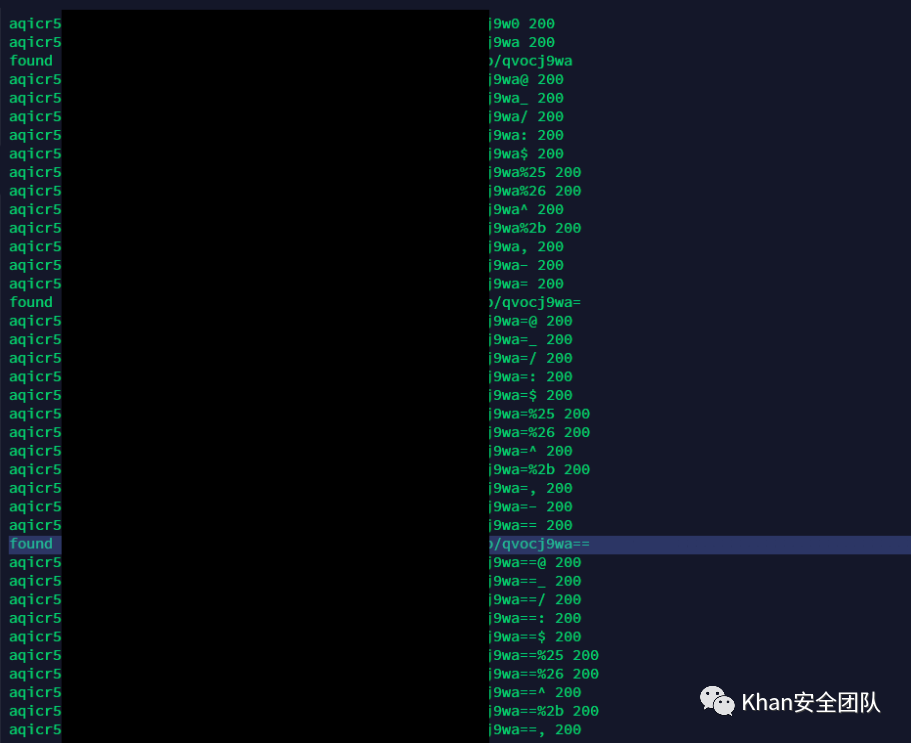 aqicr5 j9w0 200
aqicr5 j9wa 200
found /qvocj9wa
aqicr5 j9wa@ 200
aqicr5 j9wa_ 200
aqicr5 j9wa/ 200
aqicr5 j9wa: 200
aqicr5 j9wa$ 200
aqicr5 j9wa%25 200
aqicr5 j9wa%26 200
aqicr5 j9wa^ 200
aqicr5 j9wa%2b 200
aqicr5 j9wa, 200
aqicr5 j9wa- 200
aqicr5 j9wa= 200
found /qvocj9wa=
aqicr5 j9wa=@ 200
aqicr5 j9wa=_ 200
aqicr5 j9wa=/ 200
aqicr5 j9wa=: 200
aqicr5 j9wa=$ 200
aqicr5 j9wa=%25 200
aqicr5 j9wa=%26 200
aqicr5 j9wa=^ 200
aqicr5 j9wa=%2b 200
aqicr5 j9wa=, 200
aqicr5 j9wa=- 200
aqicr5 j9wa== 200
found /qvocj9wa==
aqicr5 j9wa==@ 200
aqicr5 j9wa==_ 200
aqicr5 j9wa==/ 200
aqicr5 j9wa==: 200
aqicr5 j9wa==$ 200
aqicr5 j9wa==%25 200
aqicr5 j9wa==%26 200
aqicr5 j9wa==^ 200
aqicr5 j9wa==%2b 200
aqicr5 j9wa==, 200
Khan安全团队